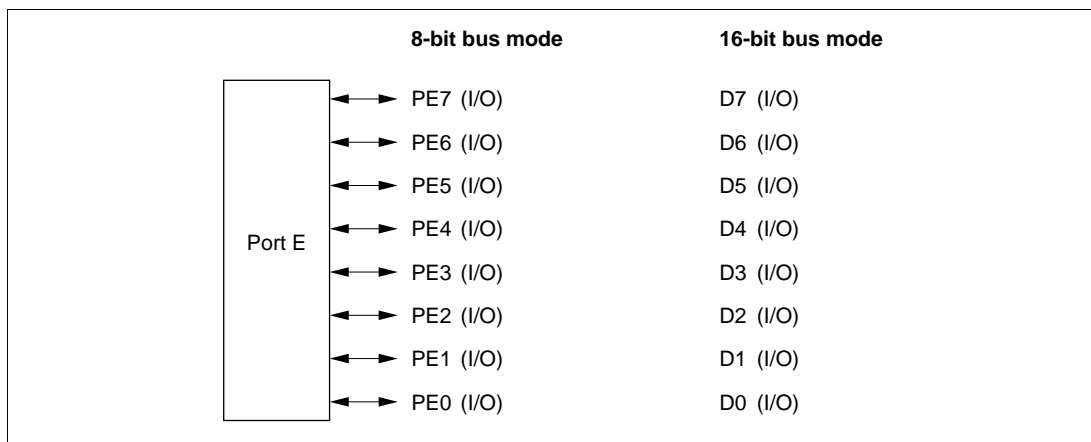 8-bit bus mode 16-bit bus mode
PE7 (I/O) D7 (I/O)
PE6 (I/O) D6 (I/O)
PE5 (I/O) D5 (I/O)
PE4 (I/O) D4 (I/O)
Port E
PE3 (I/O) D3 (I/O)
PE2 (I/O) D2 (I/O)
PE1 (I/O) D1 (I/O)
PE0 (I/O) D0 (I/O)